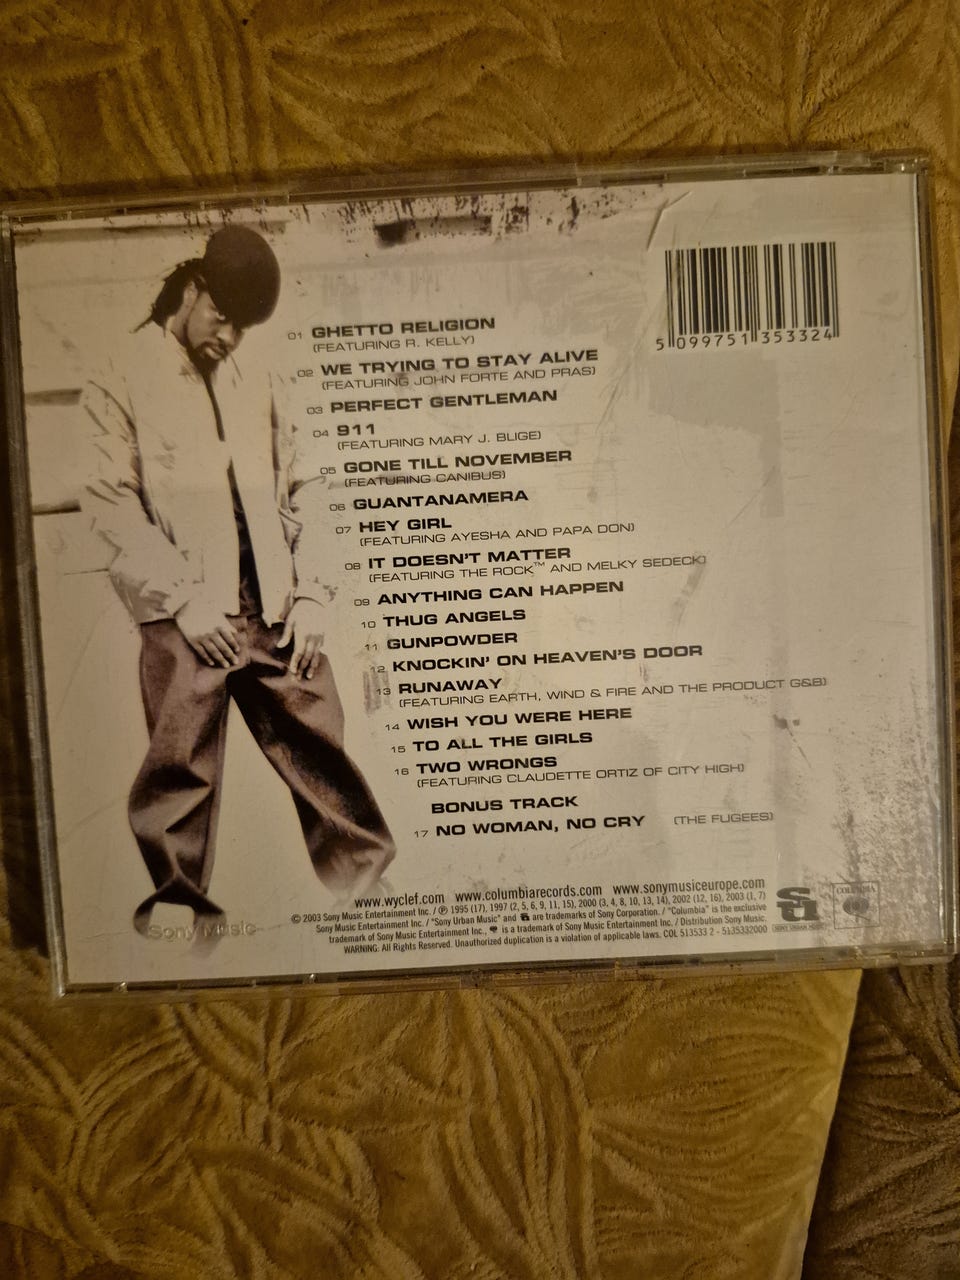 5 099751 353324
01 GHETTO RELIGION
(FEATURING R. KELLY)
02 WE TRYING TO STAY ALIVE
(FEATURING JOHN FORTE AND PRAS)
03 PERFECT GENTLEMAN
04 911
(FEATURING MARY J. BLIGE)
05 GONE TILL NOVEMBER
(FEATURING CANIBUS)
06 GUANTANAMERA
07 HEY GIRL
(FEATURING AYESHA AND PAPA DON)
08 IT DOESN'T MATTER
(FEATURING THE ROCK™ AND MELKY SEDECK)
09 ANYTHING CAN HAPPEN
10 THUG ANGELS
11 GUNPOWDER
12 KNOCKIN' ON HEAVEN'S DOOR
13 RUNAWAY
(FEATURING EARTH, WIND & FIRE AND THE PRODUCT G&B)
14 WISH YOU WERE HERE
15 TO ALL THE GIRLS
16 TWO WRONGS
(FEATURING CLAUDETTE ORTIZ OF CITY HIGH)
BONUS TRACK
17 NO WOMAN, NO CRY (THE FUGEES)
www.wyclef.com www.columbiarecords.com www.sonymusiceurope.com
© 2003 Sony Music Entertainment Inc. / ℗ 1995 (17), 1997 (2, 5, 6, 9, 11, 15), 2000 (3, 4, 8, 10, 13, 14), 2002 (12, 16), 2003 (1, 7)
Sony Music Entertainment Inc. / "Sony Urban Music" and are trademarks of Sony Corporation. / "Columbia" is the exclusive
trademark of Sony Music Entertainment Inc., is a trademark of Sony Music Entertainment Inc. / Distribution Sony Music.
WARNING: All Rights Reserved. Unauthorized duplication is a violation of applicable laws. COL 513533 2 - 5135332000
SONY URBAN MUSIC
COLUMBIA
Sony Music